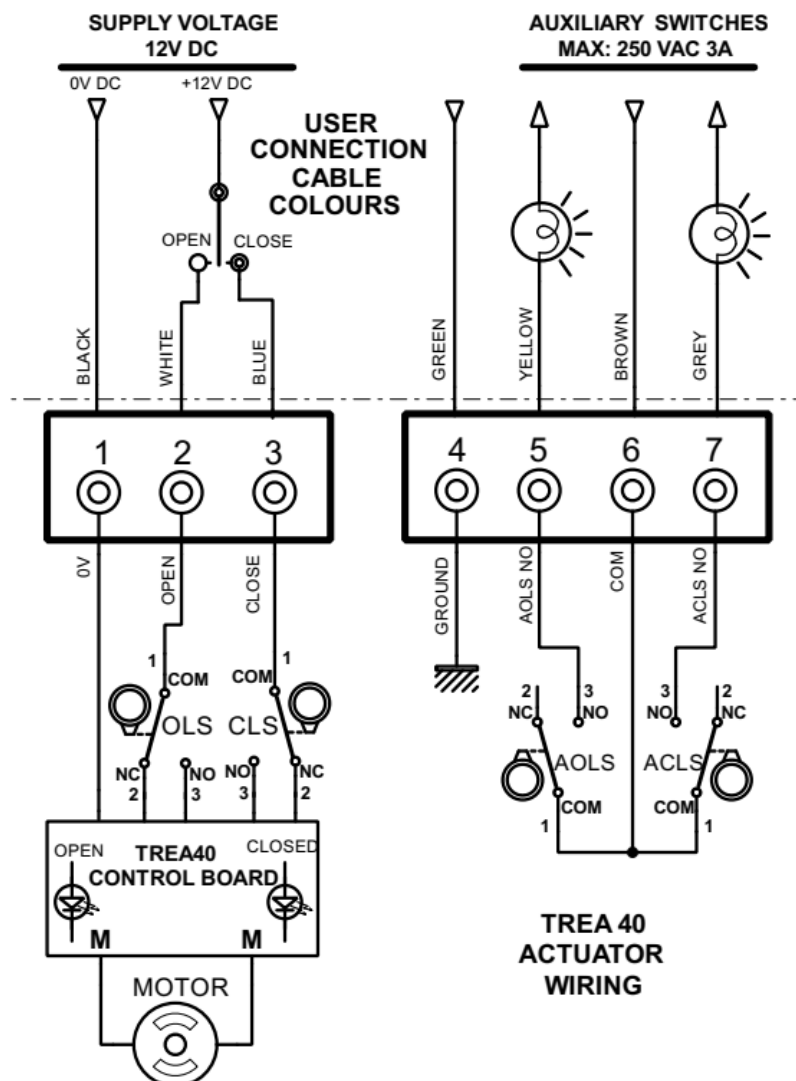 SUPPLY VOLTAGE
12V DC
0V DC
+12V DC
AUXILIARY SWITCHES
MAX: 250 VAC 3A
USER
CONNECTION
CABLE
COLOURS
OPEN
CLOSE
BLACK
WHITE
BLUE
GREEN
YELLOW
BROWN
GREY
1 2 3
4 5 6 7
0V
OPEN
CLOSE
GROUND
AOLS NO
COM
ACLS NO
1
COM
COM
1
OLS
CLS
NC
2
NO
3
NO
3
NC
2
2
NC
3
NO
3
NO
2
NC
AOLS
ACLS
COM
1
COM
1
OPEN
CLOSED
TREA40
CONTROL BOARD
M
M
MOTOR
TREA 40
ACTUATOR
WIRING